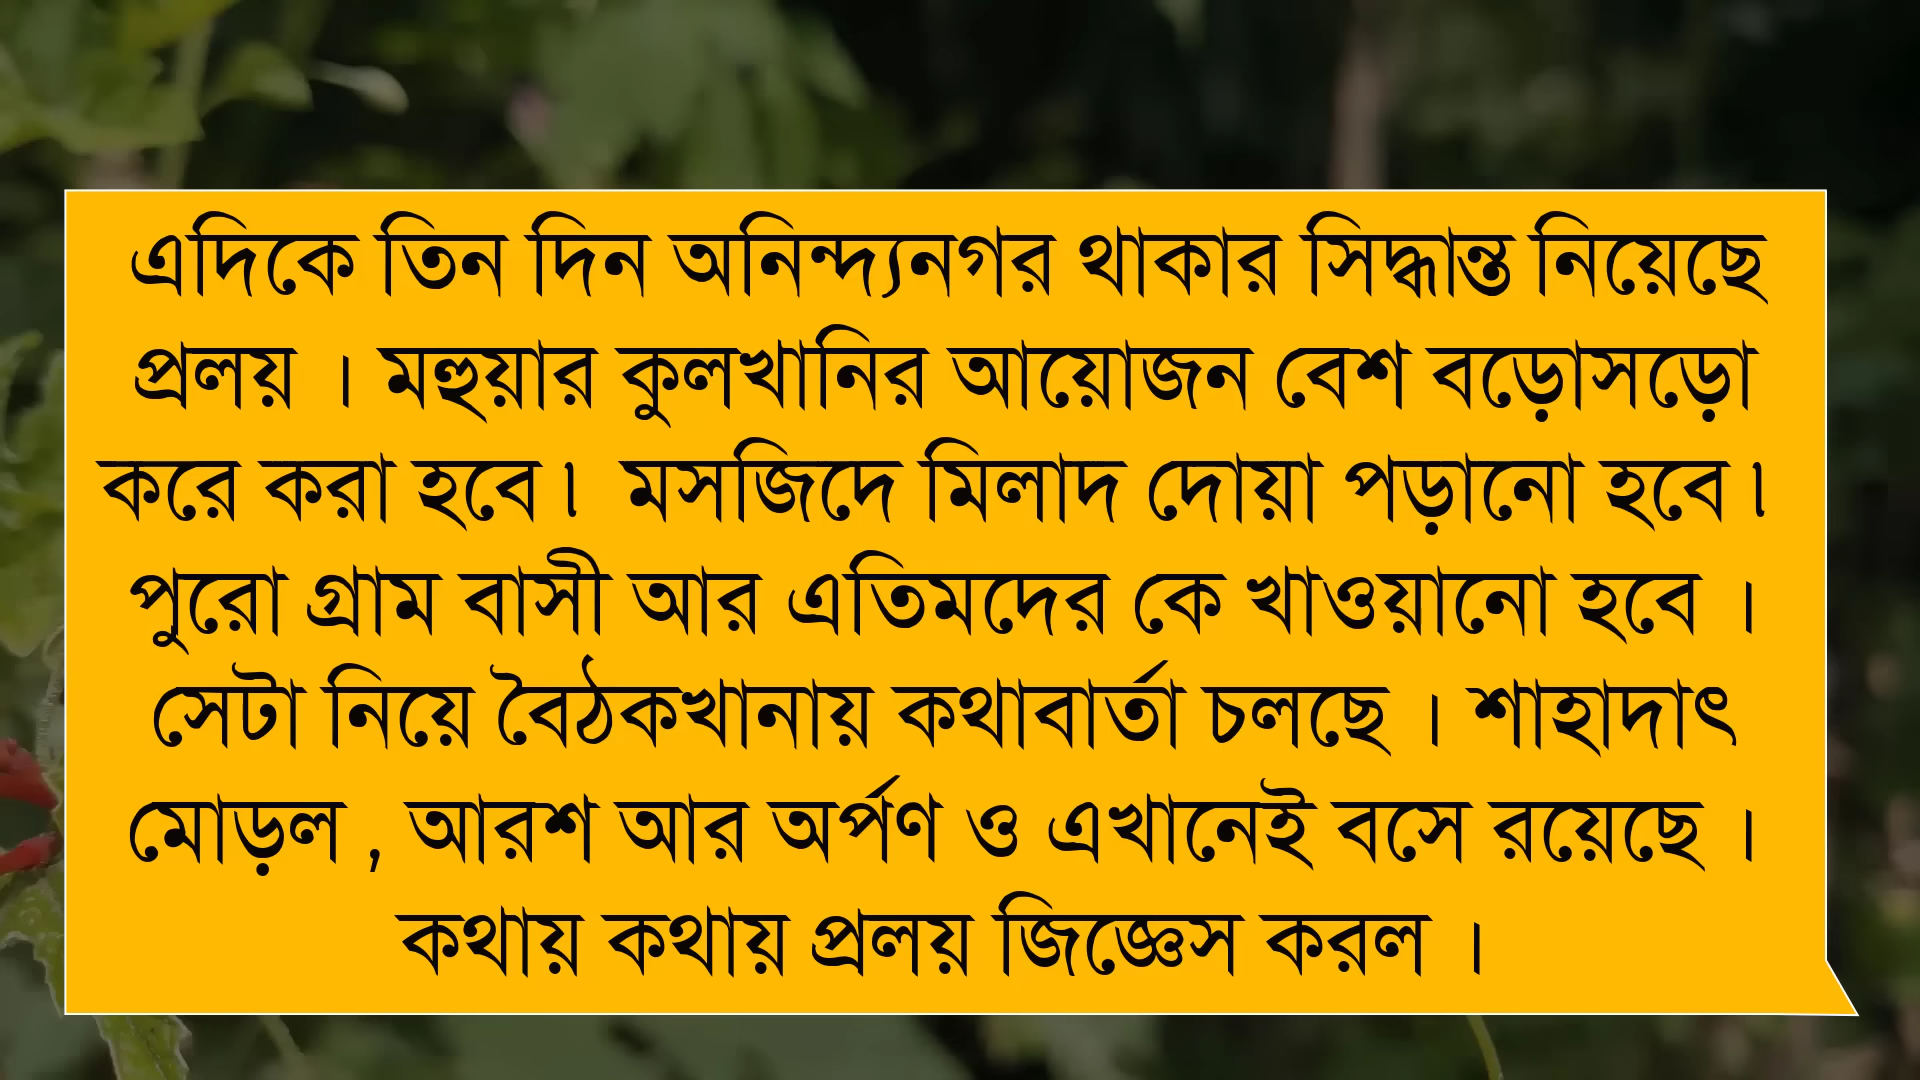 এদিকে তিন দিন অনিন্দ্যনগর থাকার সিদ্ধান্ত নিয়েছে
প্রলয় । মহুয়ার কুলখানির আয়োজন বেশ বড়োসড়ো
করে করা হবে ৷ মসজিদে মিলাদ দোয়া পড়ানো হবে ৷
পুরো গ্রাম বাসী আর এতিমদের কে খাওয়ানো হবে ।
সেটা নিয়ে বৈঠকখানায় কথাবার্তা চলছে । শাহাদাৎ
মোড়ল , আরশ আর অর্পণ ও এখানেই বসে রয়েছে ।
কথায় কথায় প্রলয় জিজ্ঞেস করল ।